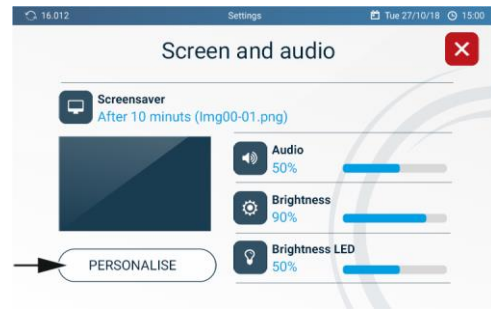 16.012 Settings Tue 27/10/18 15:00
Screen and audio
Screensaver
After 10 minuts (Img00-01.png)
Audio
50%
Brightness
90%
Brightness LED
50%
PERSONALISE